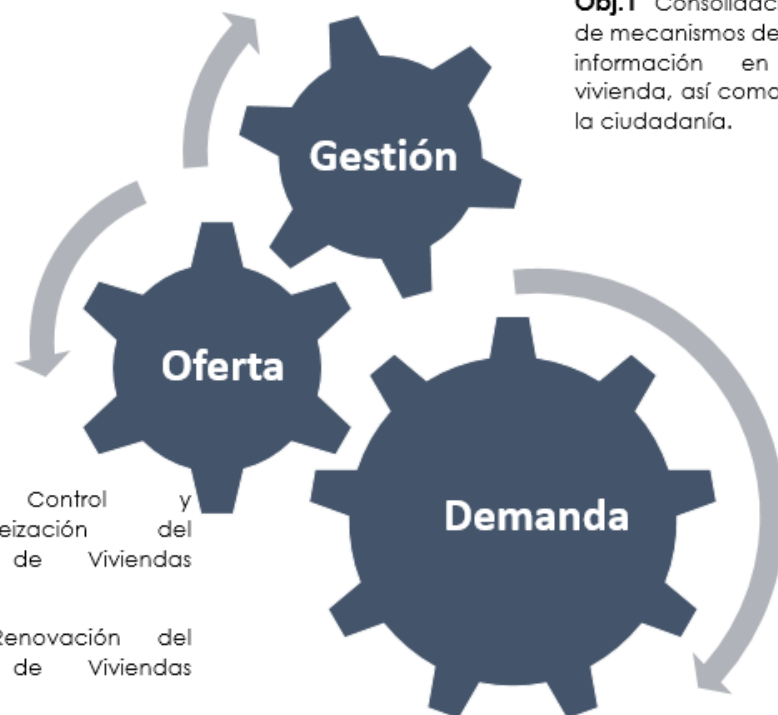 Obj.1 Consolidac
de mecanismos de
información en
vivienda, así como
la ciudadanía.
Gestión
Oferta
Demanda
Control y
eización del
de Viviendas
Renovación del
de Viviendas